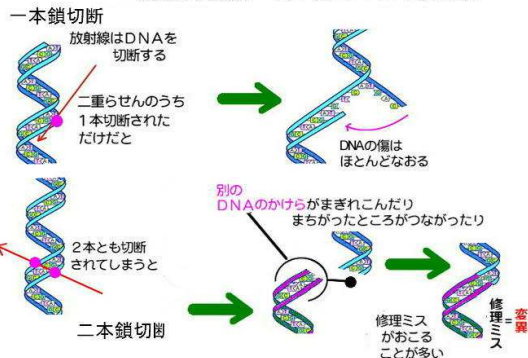 一本鎖切断
放射線はDNAを
切断する
二重らせんのうち
1本切断された
だけだと
DNAの傷は
ほとんどなおる
2本とも切断
されてしまうと
二本鎖切断
別の
DNAのかけらがまぎれこんだり
まちがったところがつながったり
修理ミス
がおこる
ことが多い
修理ミス=変異